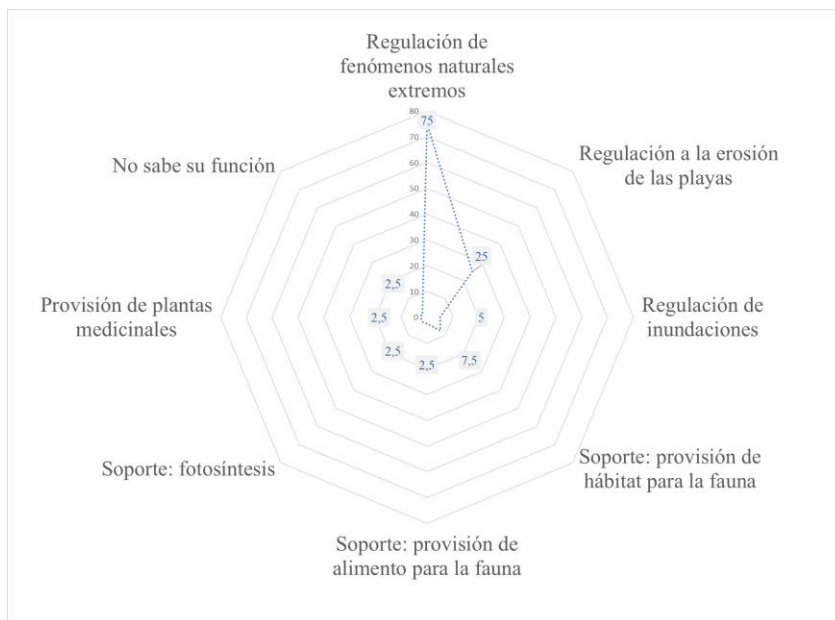 Regulación de
fenómenos naturales
extremos
80
75
70
60
50
40
30
20
10
0
Regulación a la erosión
de las playas
25
Regulación de
inundaciones
5
Soporte: provisión de
hábitat para la fauna
7,5
Soporte: provisión de
alimento para la fauna
2,5
Soporte: fotosíntesis
2,5
Provisión de plantas
medicinales
2,5
No sabe su función
2,5